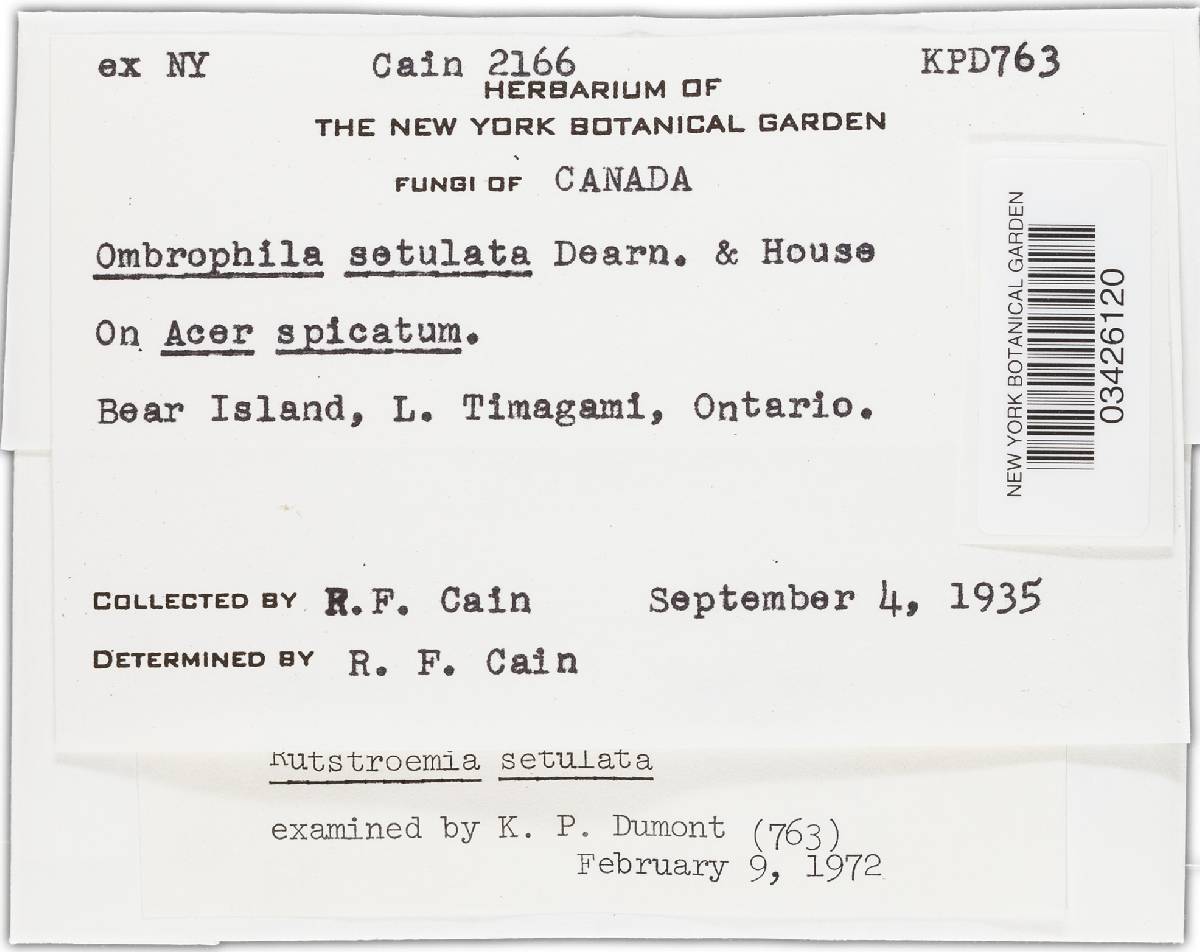 ex NY Cain 2166 KPD763
HERBARIUM OF
THE NEW YORK BOTANICAL GARDEN
FUNGI OF CANADA
Ombrophila setulata Dearn. & House
On Acer spicatum.
Bear Island, L. Timagami, Ontario.
NEW YORK BOTANICAL GARDEN
03426120
COLLECTED BY R.F. Cain September 4, 1935
DETERMINED BY R. F. Cain
Rutstroemia setulata
examined by K. P. Dumont (763)
February 9, 1972